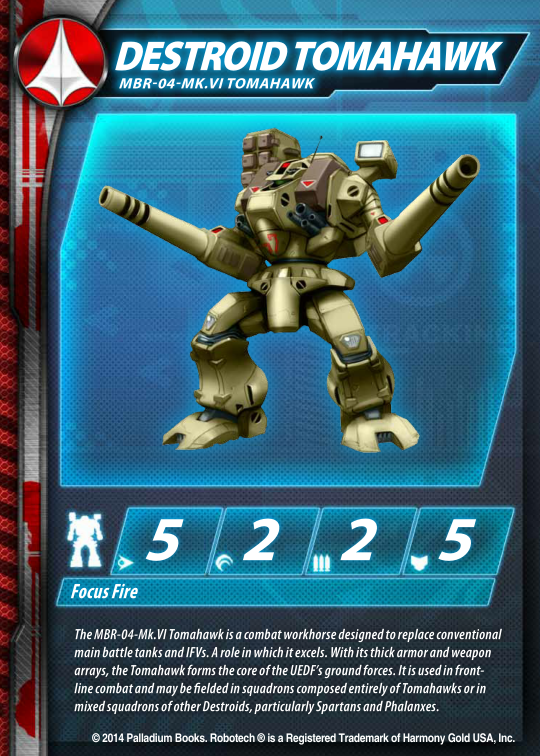 DESTROID TOMAHAWK
MBR-04-MK.VI TOMAHAWK
5 2 2 5
Focus Fire
The MBR-04-Mk.VI Tomahawk is a combat workhorse designed to replace conventional
main battle tanks and IFVs. A role in which it excels. With its thick armor and weapon
arrays, the Tomahawk forms the core of the UEDF's ground forces. It is used in front-
line combat and may be fielded in squadrons composed entirely of Tomahawks or in
mixed squadrons of other Destroids, particularly Spartans and Phalanxes.
© 2014 Palladium Books. Robotech ® is a Registered Trademark of Harmony Gold USA, Inc.